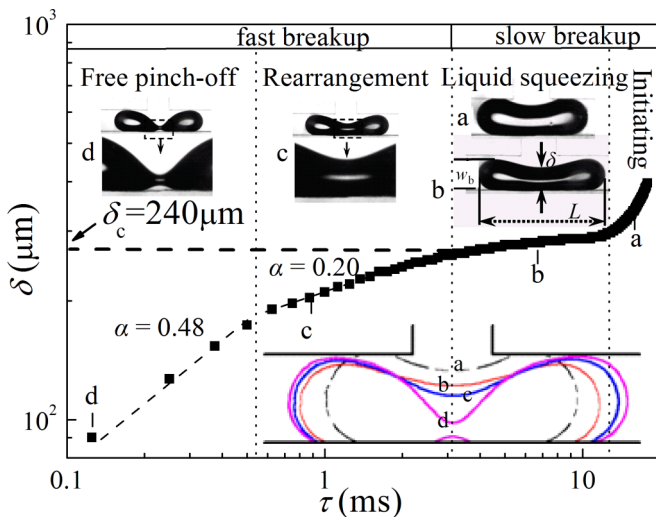 10³
fast breakup
slow breakup
Free pinch-off
Rearrangement
Liquid squeezing
Initiating
d
c
a
b
w_b
δ
L
δ_c=240μm
δ (μm)
α = 0.20
α = 0.48
a
b
c
d
a
b
c
d
10²
0.1
1
10
τ (ms)